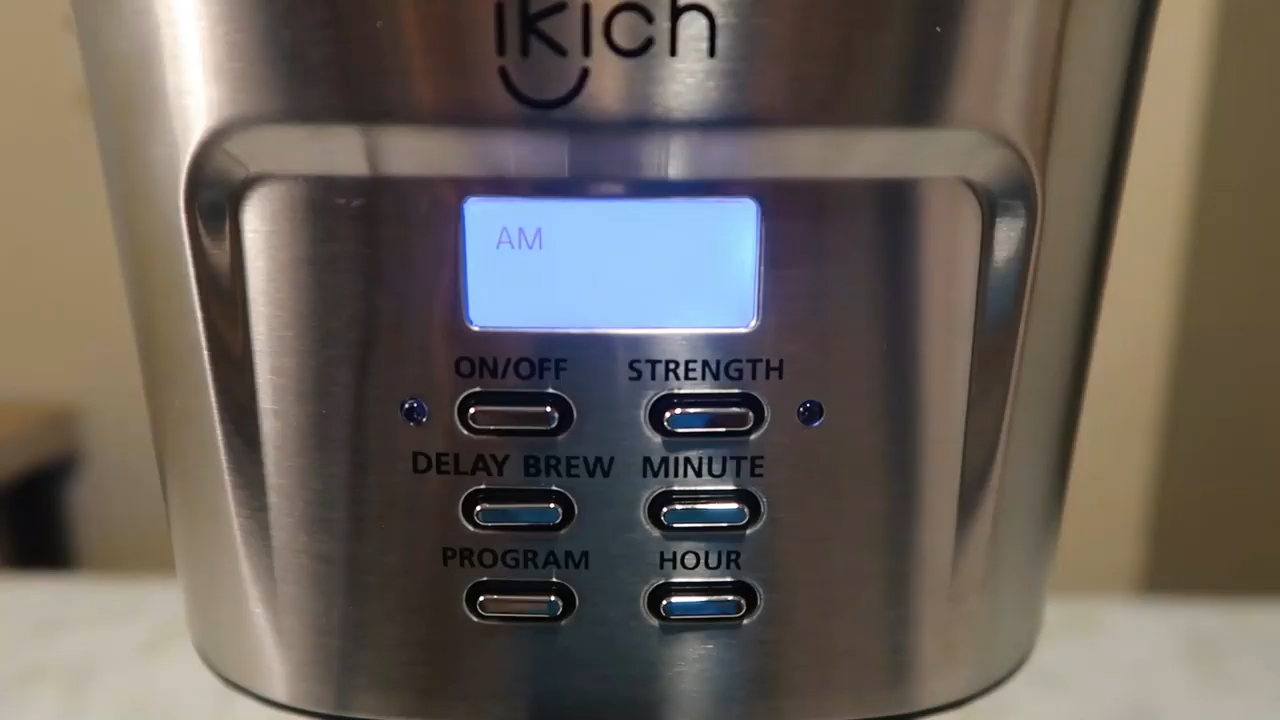 ikich
AM
ON/OFF STRENGTH
DELAY BREW MINUTE
PROGRAM HOUR